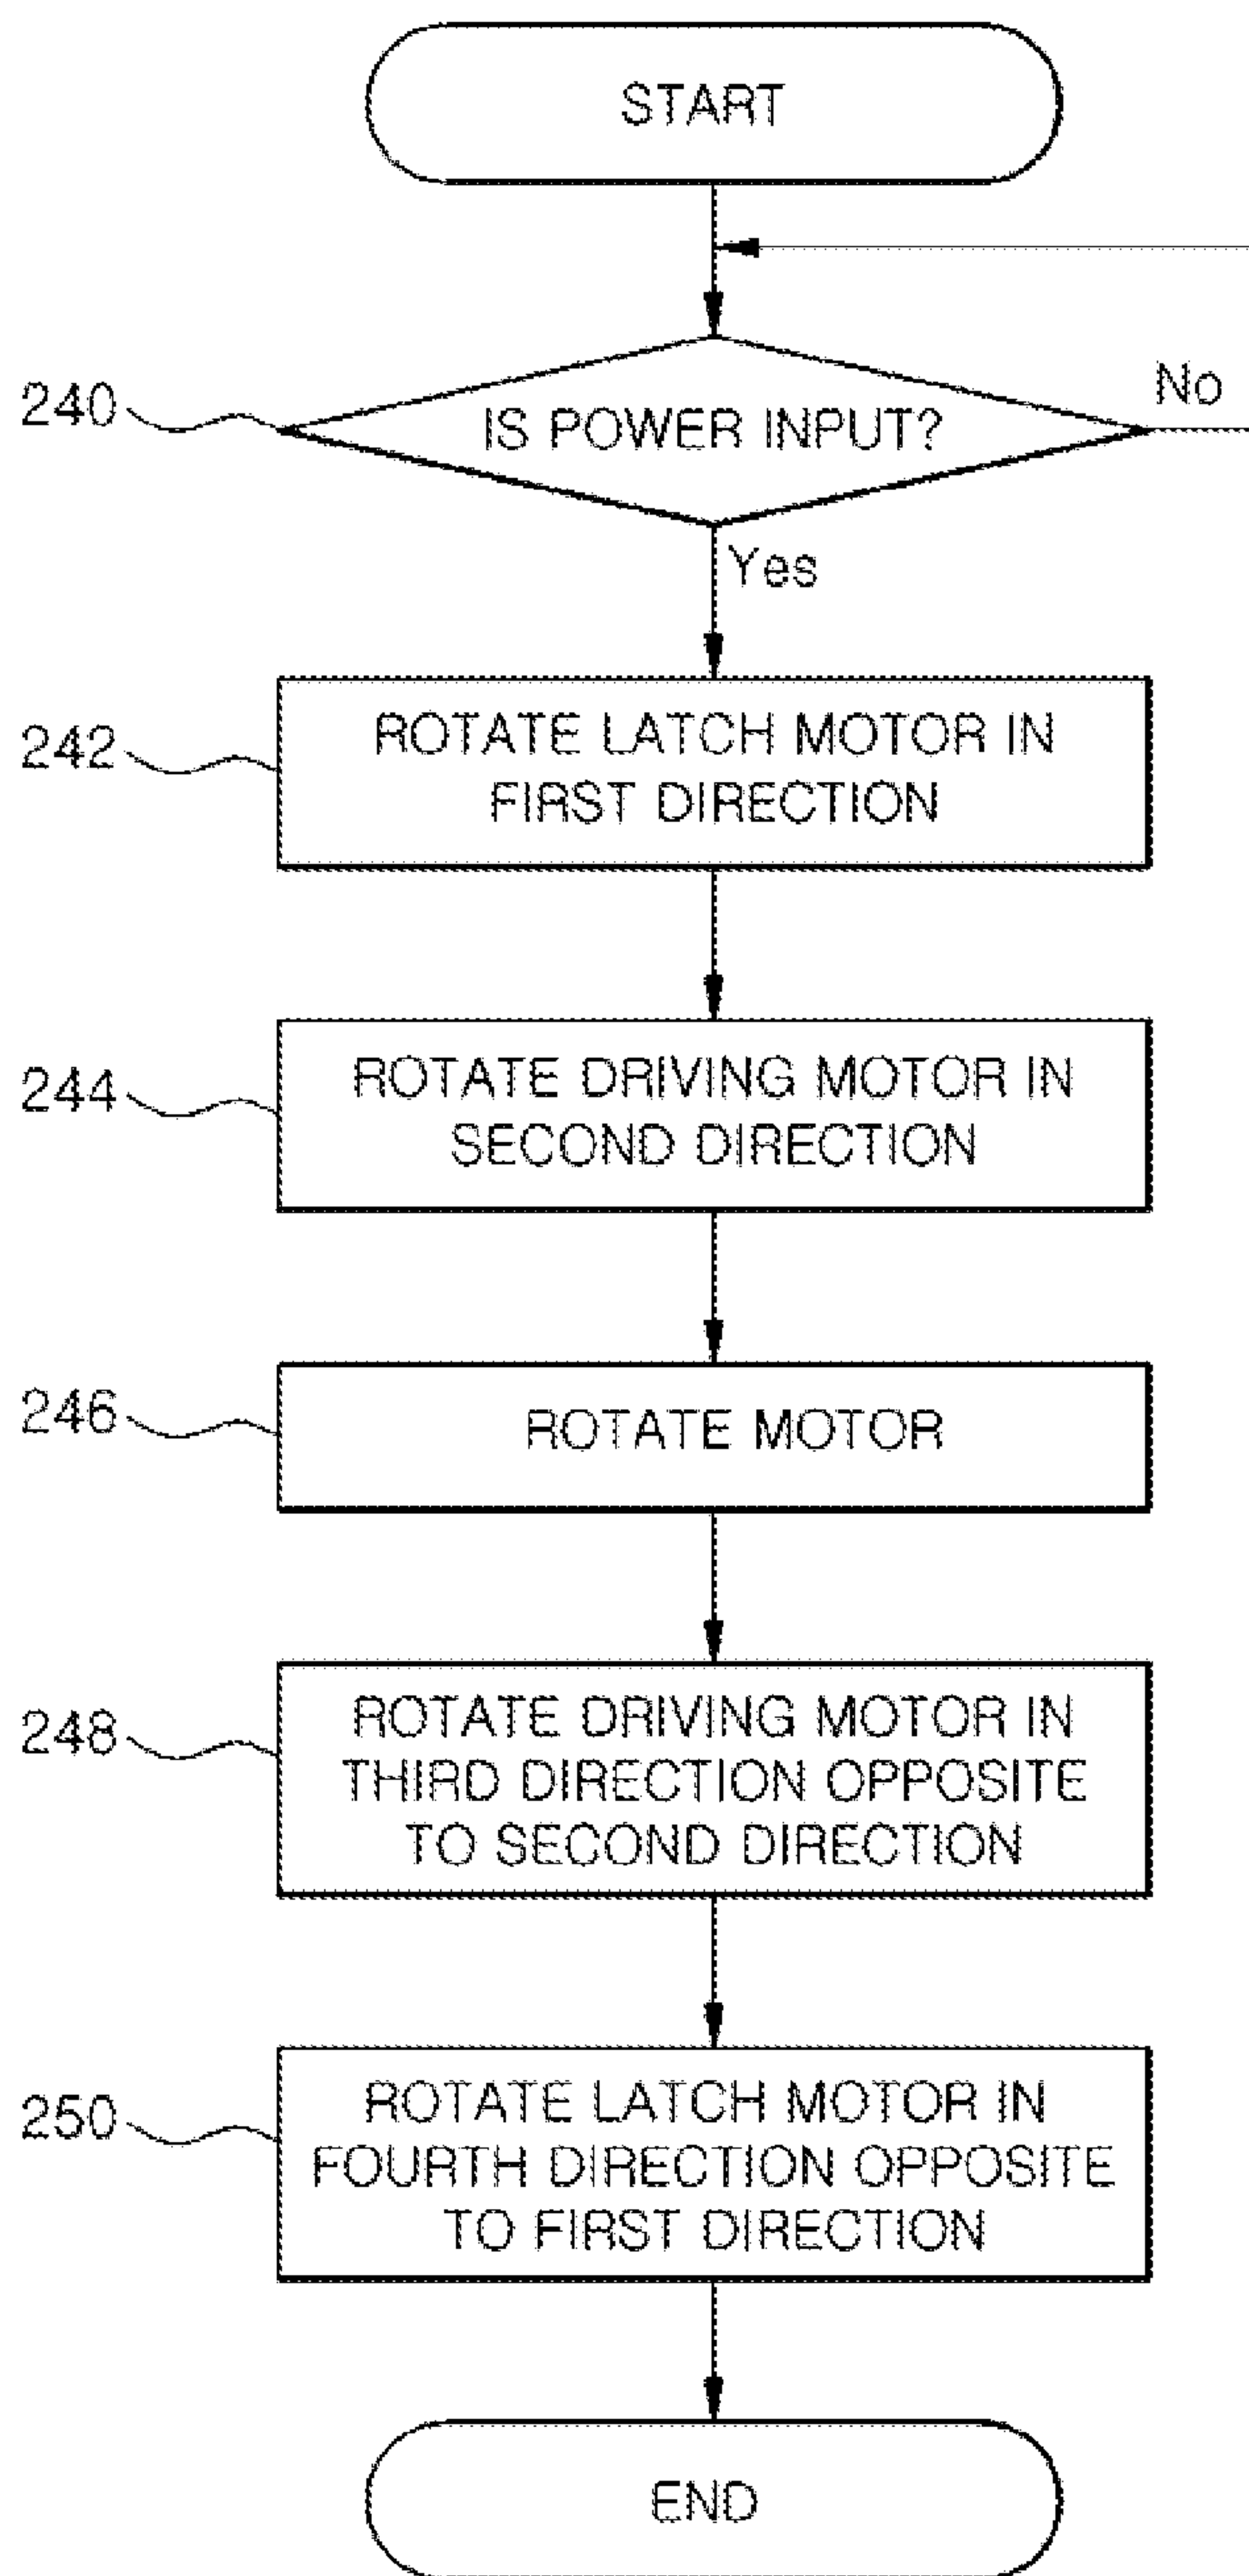 START
240
IS POWER INPUT?
No
Yes
242
ROTATE LATCH MOTOR IN
FIRST DIRECTION
244
ROTATE DRIVING MOTOR IN
SECOND DIRECTION
246
ROTATE MOTOR
248
ROTATE DRIVING MOTOR IN
THIRD DIRECTION OPPOSITE
TO SECOND DIRECTION
250
ROTATE LATCH MOTOR IN
FOURTH DIRECTION OPPOSITE
TO FIRST DIRECTION
END